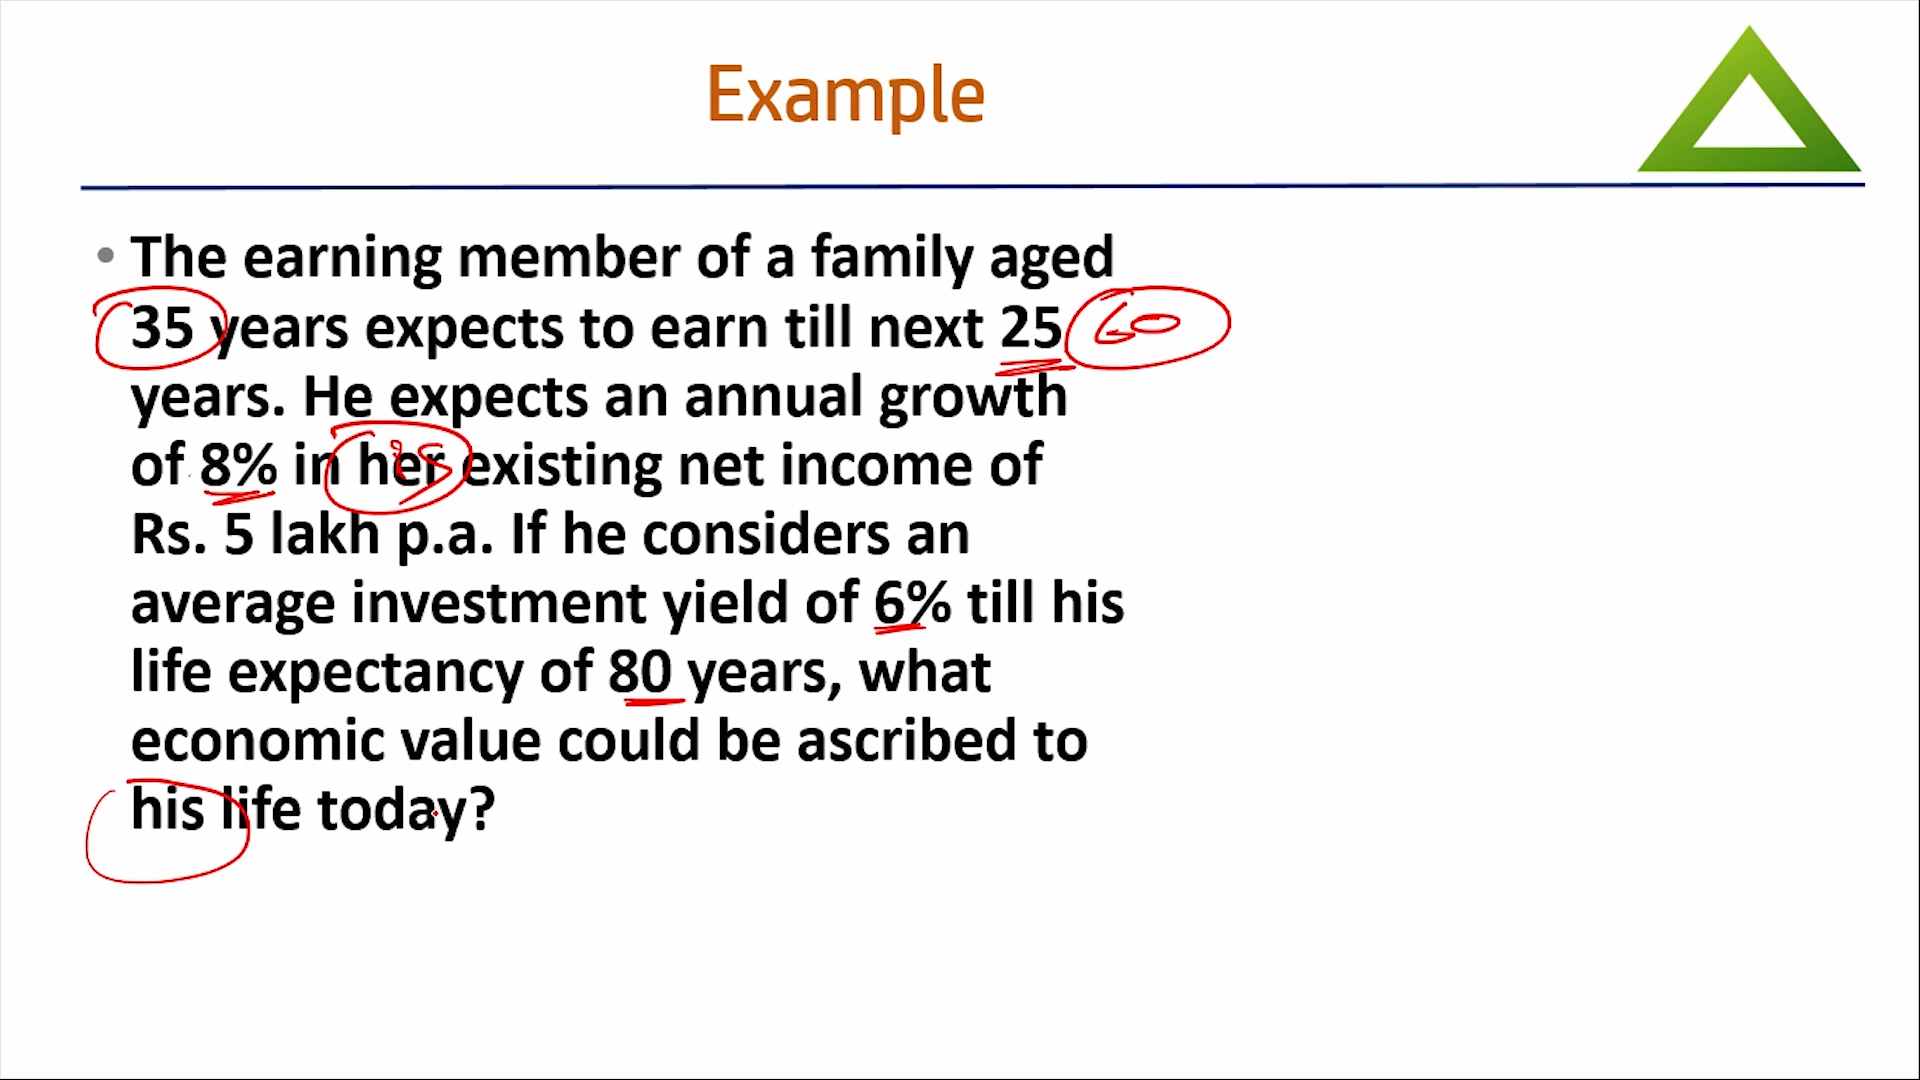 Example
• The earning member of a family aged
35 years expects to earn till next 25 60
years. He expects an annual growth
of 8% in her existing net income of
Rs. 5 lakh p.a. If he considers an
average investment yield of 6% till his
life expectancy of 80 years, what
economic value could be ascribed to
his life today?